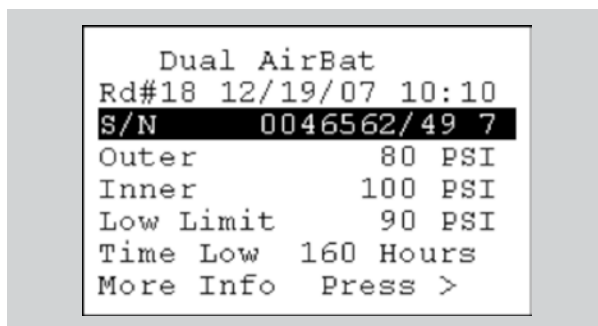 Dual AirBat
Rd#18 12/19/07 10:10
S/N 0046562/49 7
Outer 80 PSI
Inner 100 PSI
Low Limit 90 PSI
Time Low 160 Hours
More Info Press >